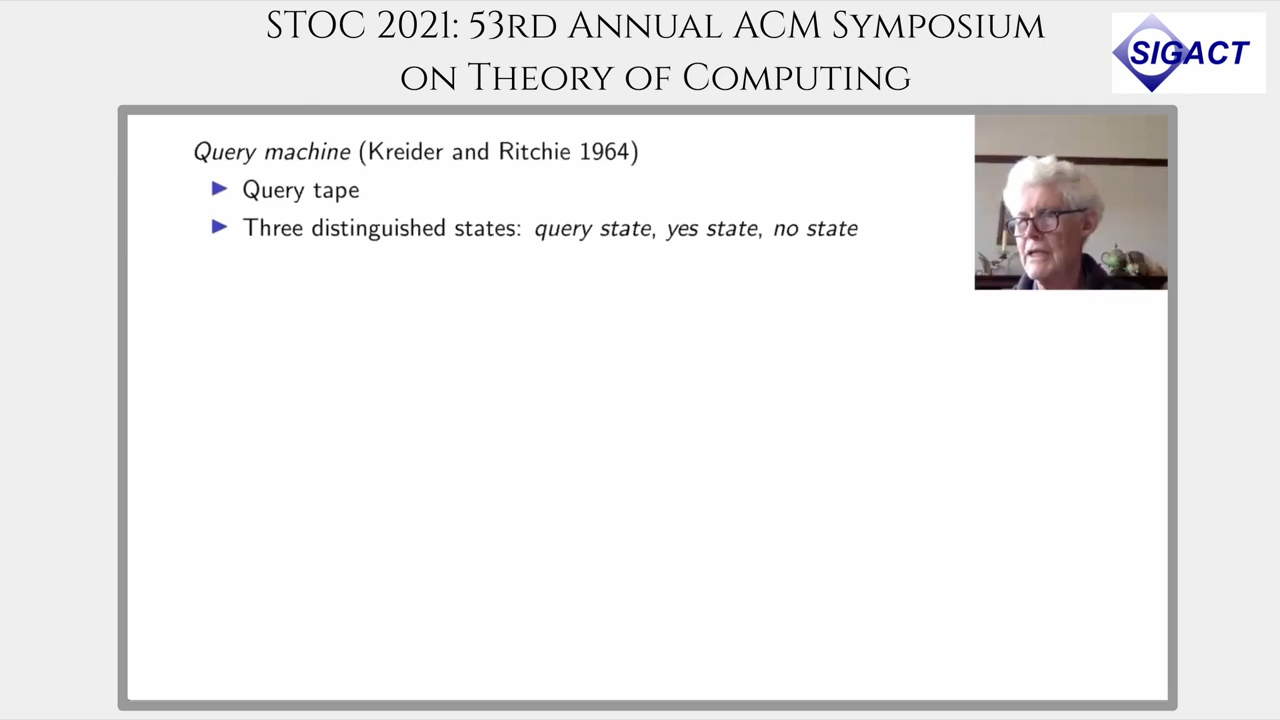 STOC 2021: 53rd Annual ACM Symposium
on Theory of Computing
SIGACT
Query machine (Kreider and Ritchie 1964)
Query tape
Three distinguished states: query state, yes state, no state